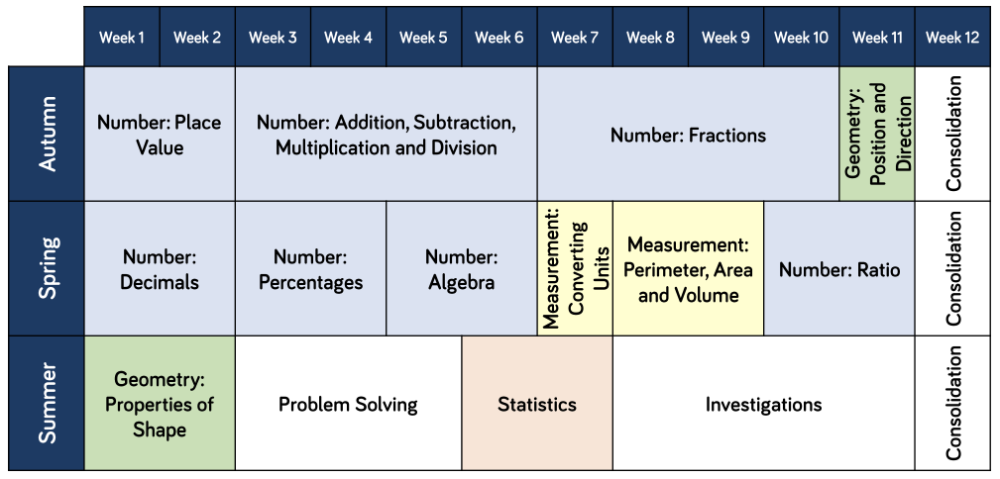 Week 1 Week 2 Week 3 Week 4 Week 5 Week 6 Week 7 Week 8 Week 9 Week 10 Week 11 Week 12
Autumn
Number: Place
Value
Number: Addition, Subtraction,
Multiplication and Division
Number: Fractions
Geometry:
Position and
Direction
Consolidation
Spring
Number:
Decimals
Number:
Percentages
Number:
Algebra
Measurement:
Converting
Units
Measurement:
Perimeter, Area
and Volume
Number: Ratio
Consolidation
Summer
Geometry:
Properties of
Shape
Problem Solving
Statistics
Investigations
Consolidation